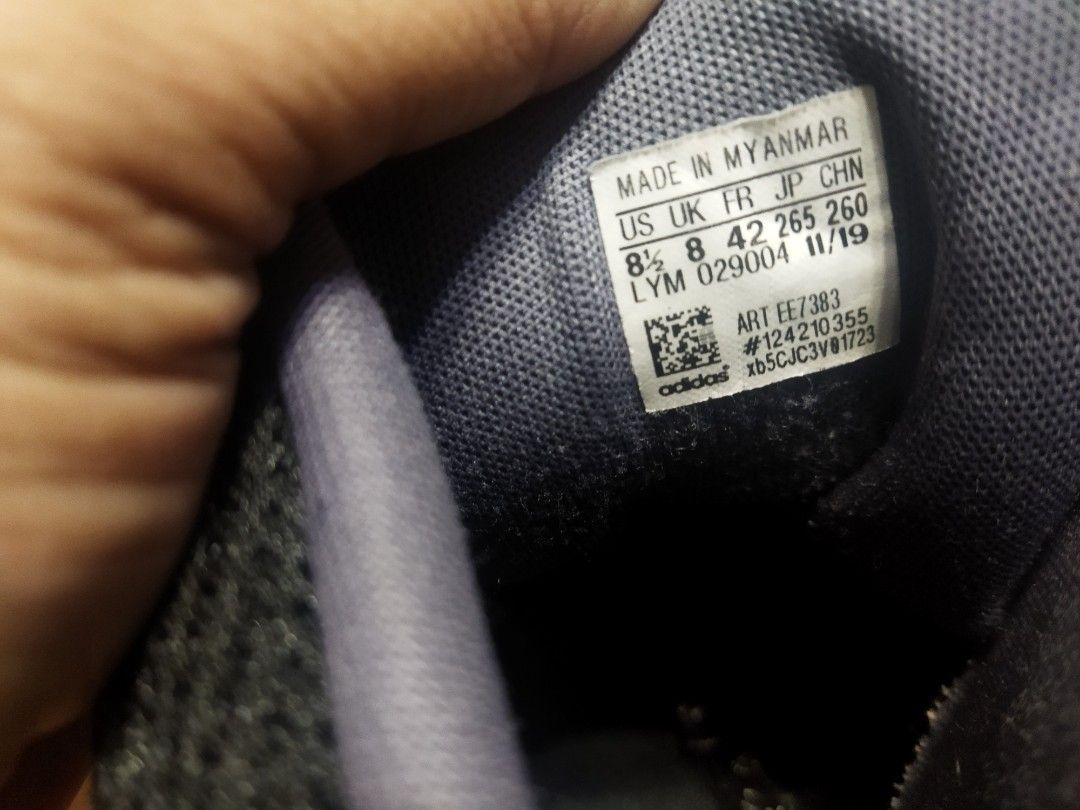 MADE IN MYANMAR
US UK FR JP CHN
8½ 8 42 265 260
LYM 029004 11/19
ART EE7383
#124210355
xb5CJC3V01723
adidas